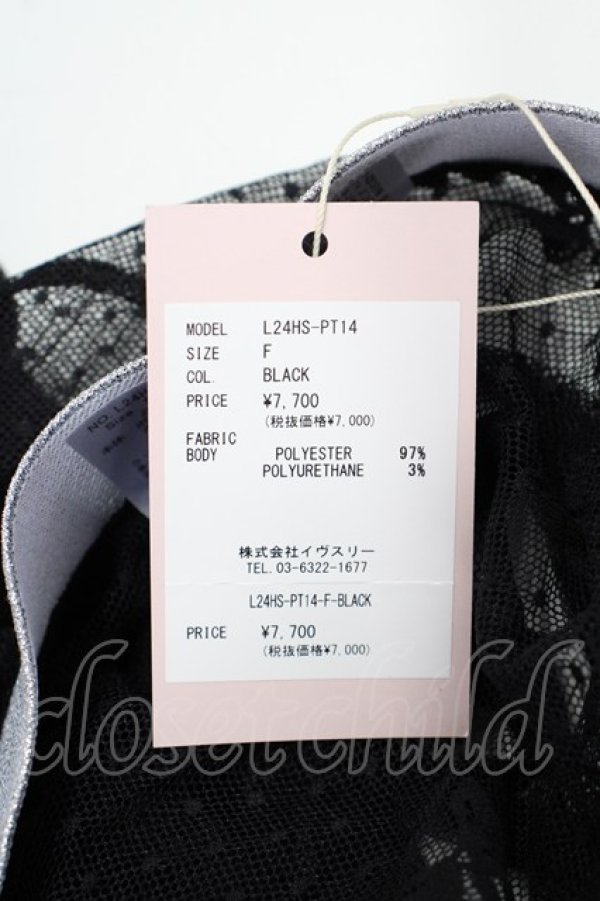 MODEL L24HS-PT14
SIZE F
COL. BLACK
PRICE ¥7,700
(税抜価格¥7,000)
FABRIC
BODY POLYESTER 97%
POLYURETHANE 3%
株式会社イヴスリー
TEL.03-6322-1677
L24HS-PT14-F-BLACK
PRICE ¥7,700
(税抜価格¥7,000)
closet child